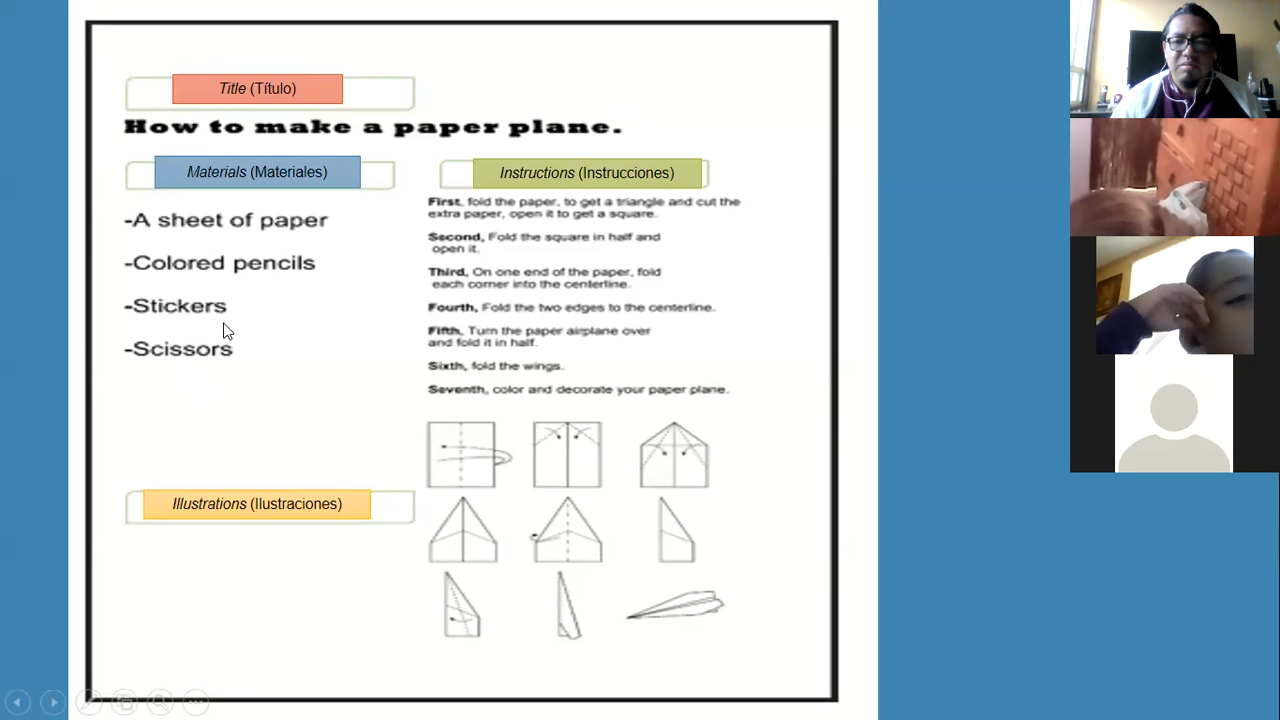 Title (Título)
How to make a paper plane.
Materials (Materiales)
-A sheet of paper
-Colored pencils
-Stickers
-Scissors
Instructions (Instrucciones)
First, fold the paper, to get a triangle and cut the
extra paper, open it to get a square.
Second, Fold the square in half and
open it.
Third, On one end of the paper, fold
each corner into the centerline.
Fourth, Fold the two edges to the centerline.
Fifth, Turn the paper airplane over
and fold it in half.
Sixth, fold the wings.
Seventh, color and decorate your paper plane.
Illustrations (Ilustraciones)